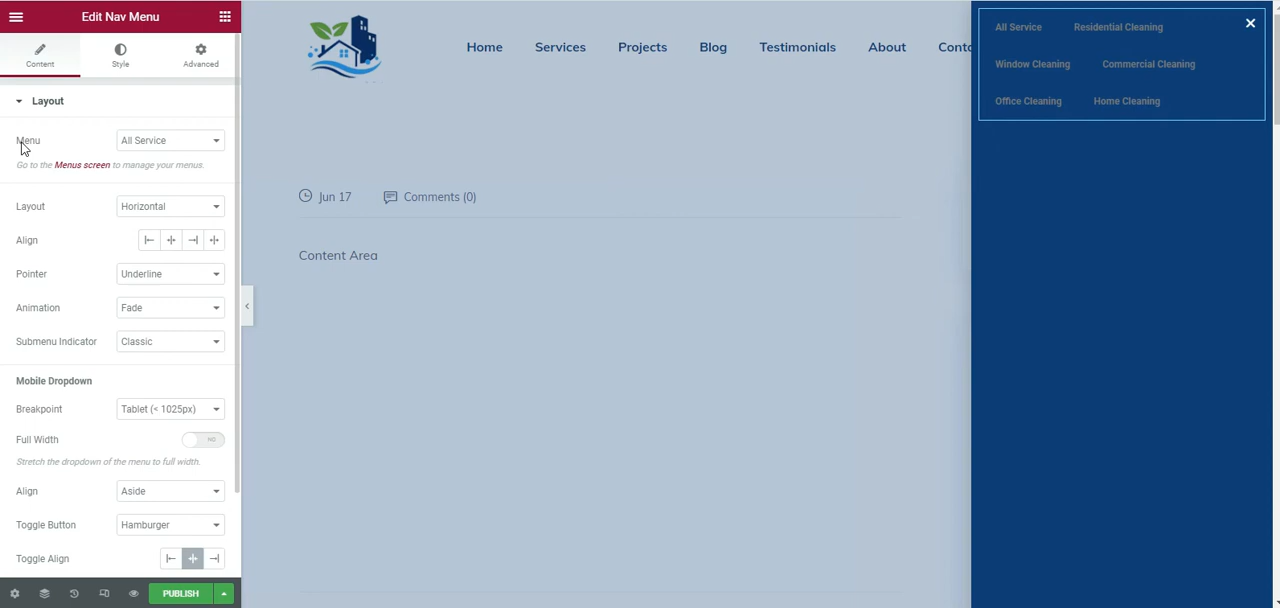 Edit Nav Menu
Content
Style
Advanced
Layout
Menu
All Service
Go to the Menus screen to manage your menus.
Layout
Horizontal
Align
Pointer
Underline
Animation
Fade
Submenu Indicator
Classic
Mobile Dropdown
Breakpoint
Tablet (< 1025px)
Full Width
NO
Stretch the dropdown of the menu to full width.
Align
Aside
Toggle Button
Hamburger
Toggle Align
PUBLISH
Home Services Projects Blog Testimonials About Conta
Jun 17 Comments (0)
Content Area
All Service Residential Cleaning
Window Cleaning Commercial Cleaning
Office Cleaning Home Cleaning